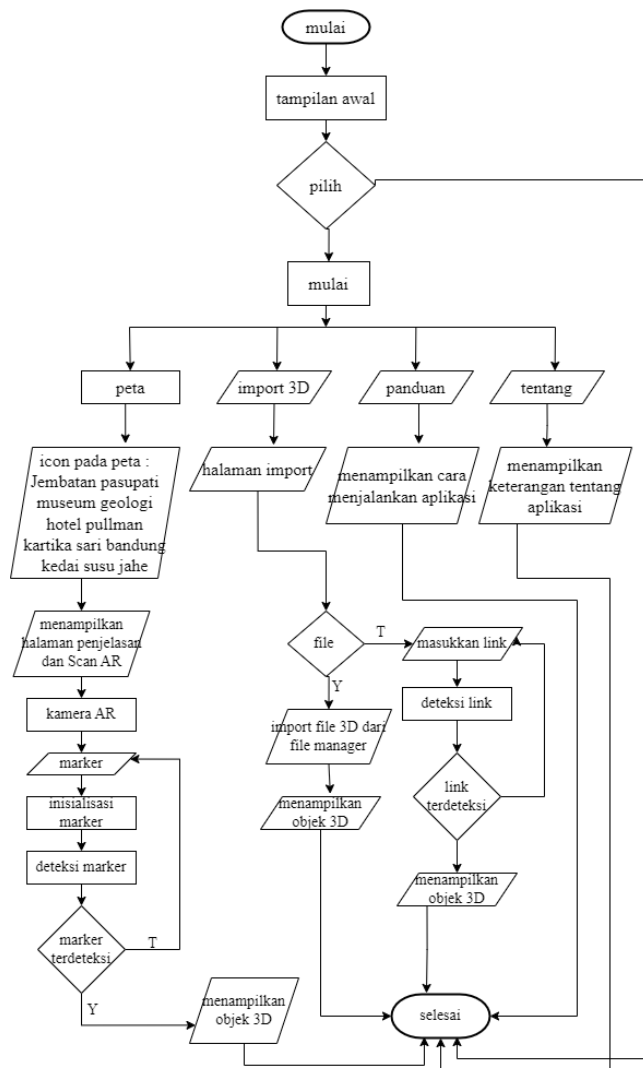 mulai
tampilan awal
pilih
mulai
peta
import 3D
panduan
tentang
icon pada peta :
Jembatan pasupati
museum geologi
hotel pullman
kartika sari bandung
kedai susu jahe
halaman import
menampilkan cara
menjalankan aplikasi
menampilkan
keterangan tentang
aplikasi
menampilkan
halaman penjelasan
dan Scan AR
file
T
masukkan link
Y
kamera AR
deteksi link
import file 3D dari
file manager
marker
link
terdeteksi
inisialisasi
marker
menampilkan
objek 3D
deteksi marker
menampilkan
objek 3D
marker
terdeteksi
T
Y
menampilkan
objek 3D
selesai